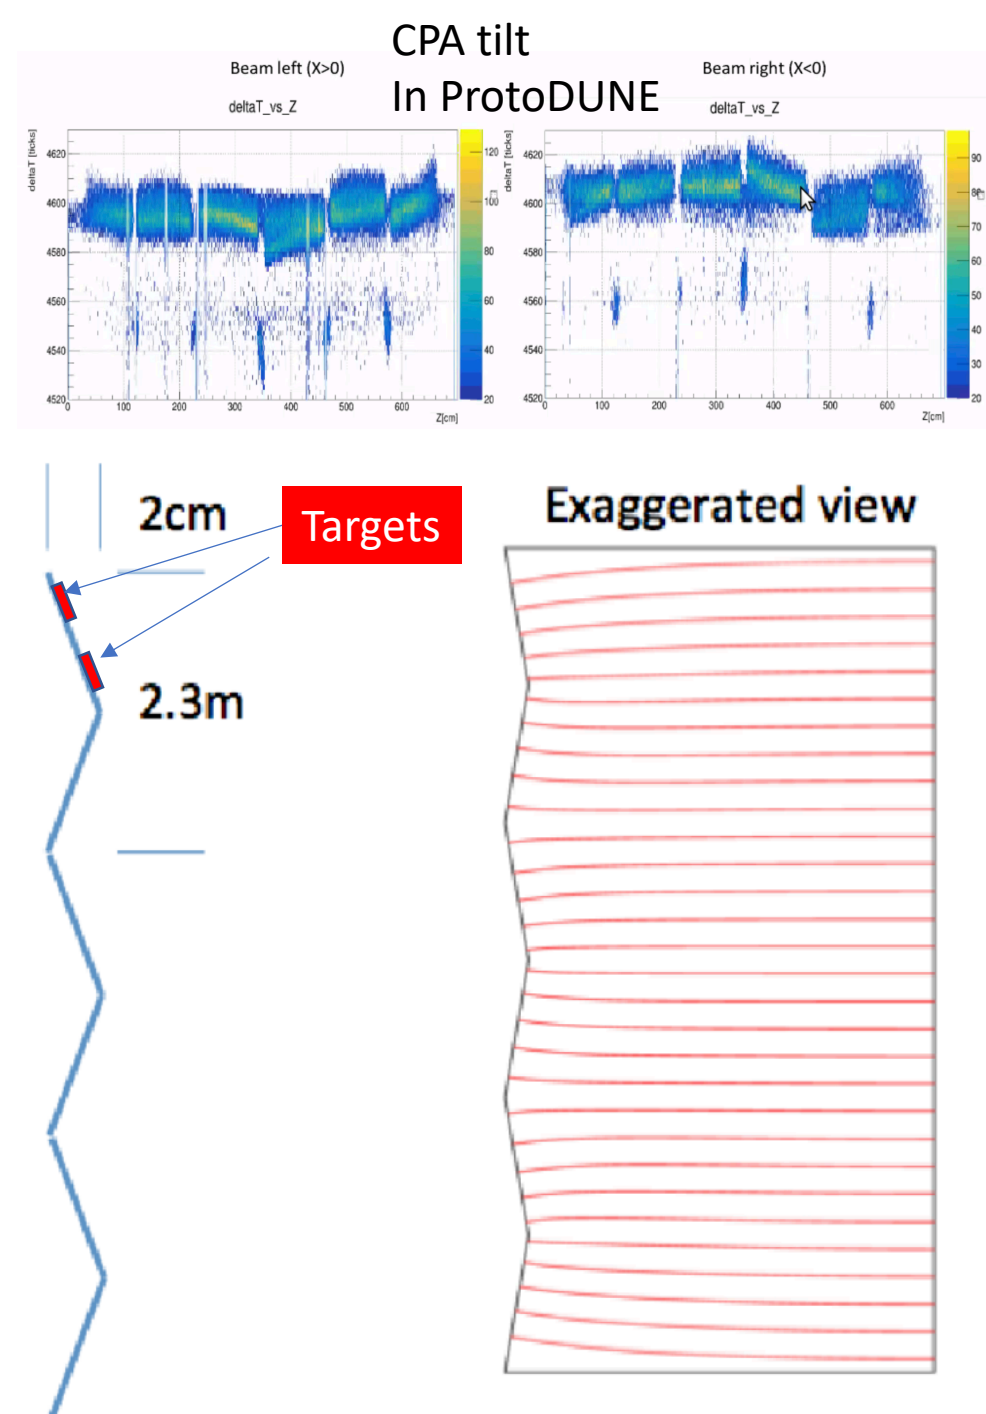 CPA tilt
In ProtoDUNE
Beam left (X>0)
deltaT_vs_Z
deltaT [ticks]
4620
4600
4580
4560
4540
4520
0 100 200 300 400 500 600
Z[cm]
120
100
80
60
40
20
Beam right (X<0)
deltaT_vs_Z
deltaT [ticks]
4620
4600
4580
4560
4540
4520
0 100 200 300 400 500 600
Z[cm]
90
80
70
60
50
40
30
20
2cm
Targets
2.3m
Exaggerated view